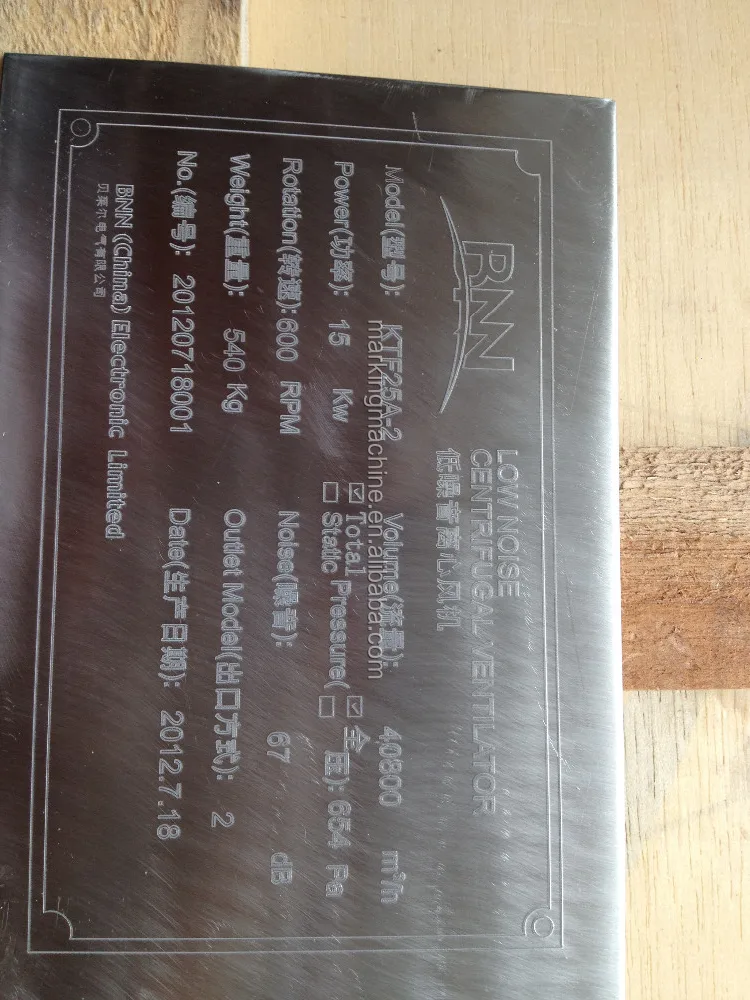 BNN
LOW NOISE
CENTRIFUGAL VENTILATOR
低噪音离心风机
Model(型号): KTF25A-2 Volume(流量): 40800 m³/h
Power(功率): 15 Kw ☑ Total Pressure( ☑ 全压): 654 Pa
☐ Static ☐
Rotation(转速): 600 RPM Noise(噪音): 67 dB
Weight(重量): 540 Kg Outlet Model(出口方式): 2
No.(编号): 20120718001 Date(生产日期): 2012.7.18
BNN ((China) Electronic Limited
贝莱尔电气有限公司
markingmachine.en.alibaba.com